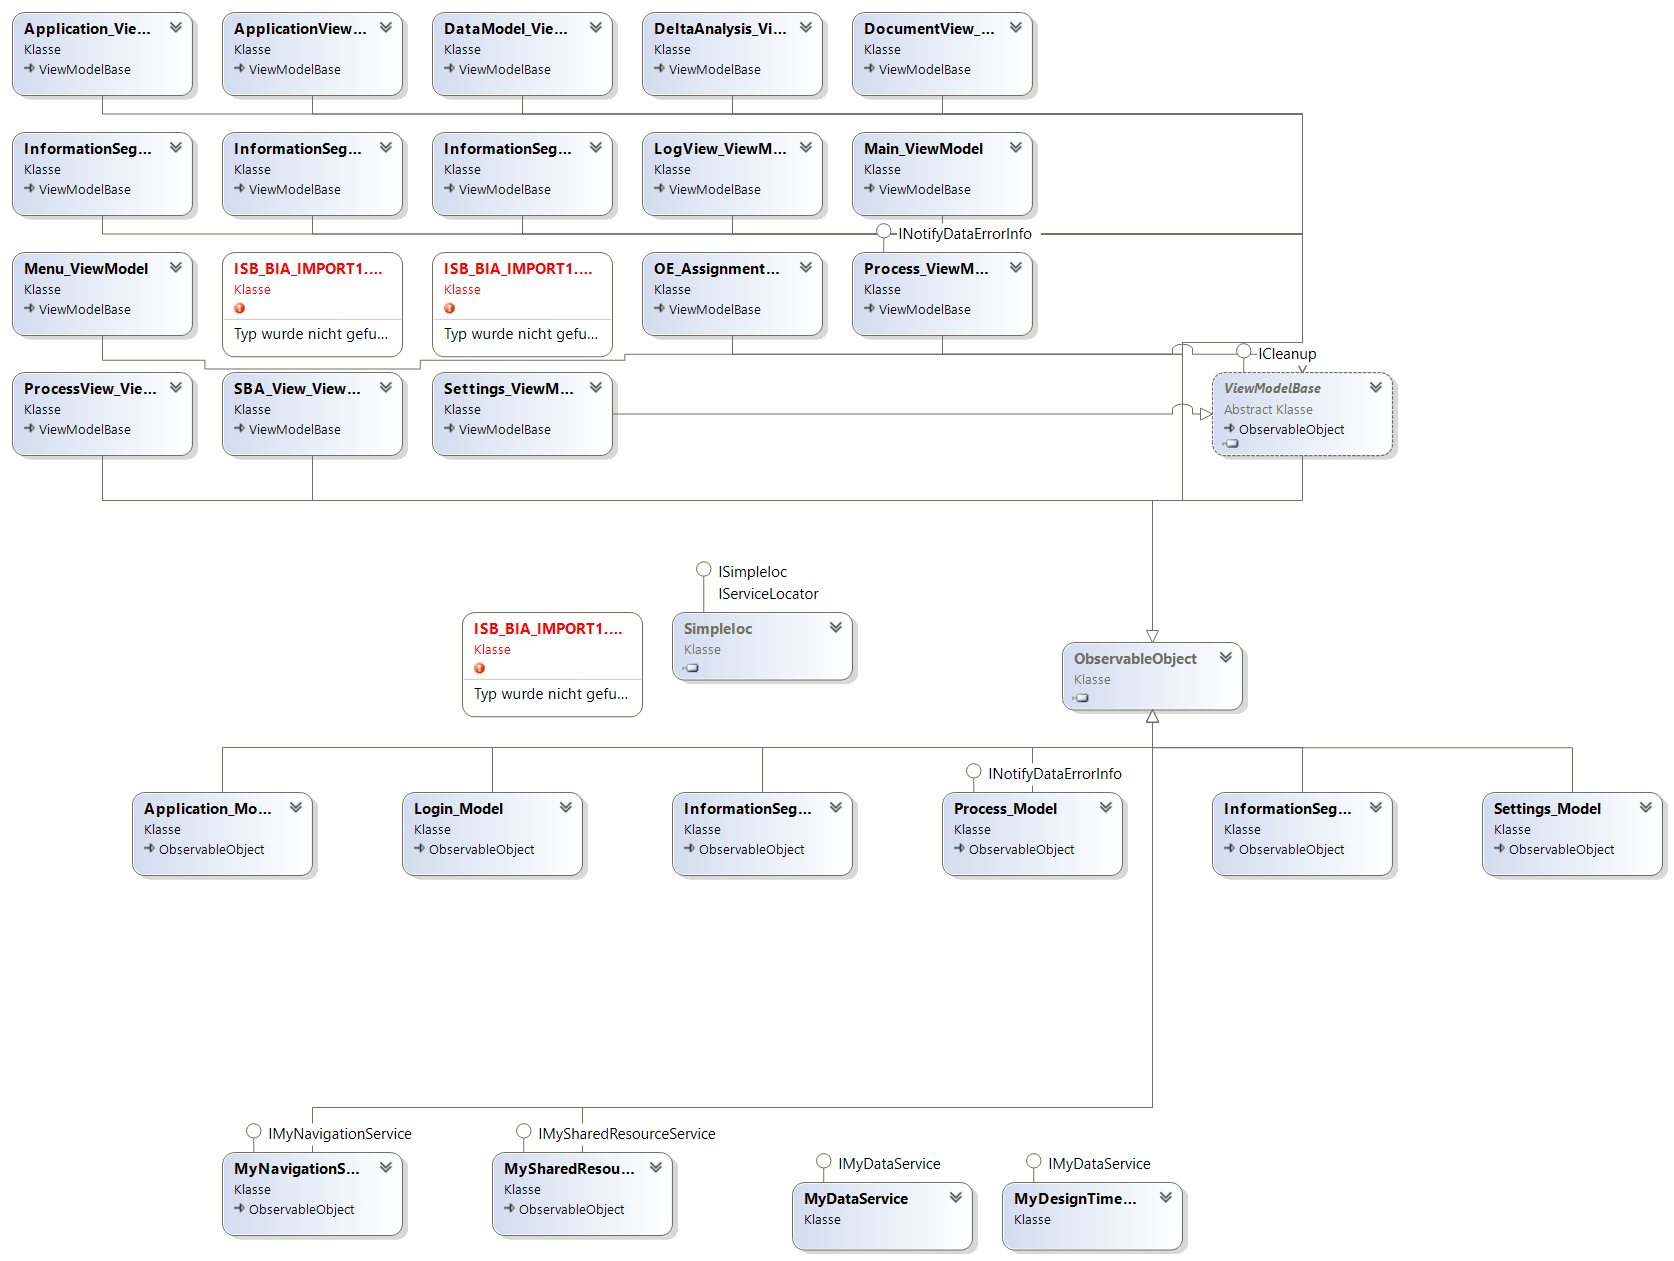 Application_Vie...
Klasse
ViewModelBase
ApplicationView...
Klasse
ViewModelBase
DataModel_Vie...
Klasse
ViewModelBase
DeltaAnalysis_Vi...
Klasse
ViewModelBase
DocumentView_...
Klasse
ViewModelBase
InformationSeg...
Klasse
ViewModelBase
InformationSeg...
Klasse
ViewModelBase
InformationSeg...
Klasse
ViewModelBase
LogView_ViewM...
Klasse
ViewModelBase
Main_ViewModel
Klasse
ViewModelBase
Menu_ViewModel
Klasse
ViewModelBase
ISB_BIA_IMPORT1....
Klasse
Typ wurde nicht gefu...
ISB_BIA_IMPORT1....
Klasse
Typ wurde nicht gefu...
OE_Assignment...
Klasse
ViewModelBase
INotifyDataErrorInfo
Process_ViewM...
Klasse
ViewModelBase
ProcessView_Vie...
Klasse
ViewModelBase
SBA_View_View...
Klasse
ViewModelBase
Settings_ViewM...
Klasse
ViewModelBase
ICleanup
ViewModelBase
Abstract Klasse
ObservableObject
ISB_BIA_IMPORT1....
Klasse
Typ wurde nicht gefu...
ISimpleIoc
IServiceLocator
SimpleIoc
Klasse
ObservableObject
Klasse
Application_Mo...
Klasse
ObservableObject
Login_Model
Klasse
ObservableObject
InformationSeg...
Klasse
ObservableObject
INotifyDataErrorInfo
Process_Model
Klasse
ObservableObject
InformationSeg...
Klasse
ObservableObject
Settings_Model
Klasse
ObservableObject
IMyNavigationService
MyNavigationS...
Klasse
ObservableObject
IMySharedResourceService
MySharedResou...
Klasse
ObservableObject
IMyDataService
MyDataService
Klasse
IMyDataService
MyDesignTime...
Klasse